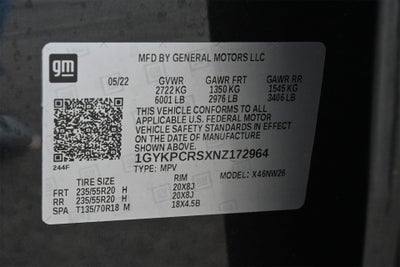 gm
MFD BY GENERAL MOTORS LLC
05/22 GVWR GAWR FRT GAWR RR
2722 KG 1350 KG 1545 KG
6001 LB 2976 LB 3406 LB
THIS VEHICLE CONFORMS TO ALL
APPLICABLE U.S. FEDERAL MOTOR
VEHICLE SAFETY AND THEFT PREVENTION
STANDARDS IN EFFECT ON THE DATE OF
MANUFACTURE SHOWN ABOVE.
1GYKPCRSXNZ172964
TYPE: MPV MODEL: X46NW26
244F
TIRE SIZE RIM
FRT 235/55R20 H 20X8J
RR 235/55R20 H 20X8J
SPA T135/70R18 M 18X4.5B